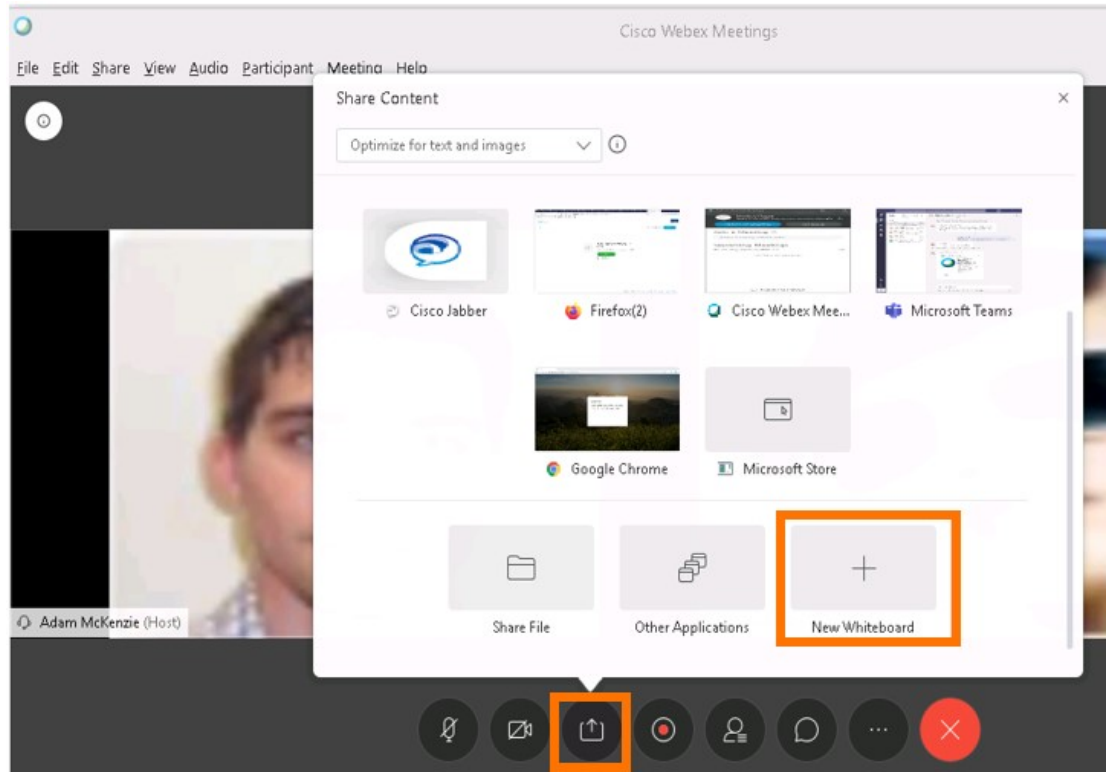 Cisco Webex Meetings
File Edit Share View Audio Participant Meeting Help
Share Content
Optimize for text and images
Cisco Jabber
Firefox(2)
Cisco Webex Mee...
Microsoft Teams
Google Chrome
Microsoft Store
Share File
Other Applications
New Whiteboard
Adam McKenzie (Host)